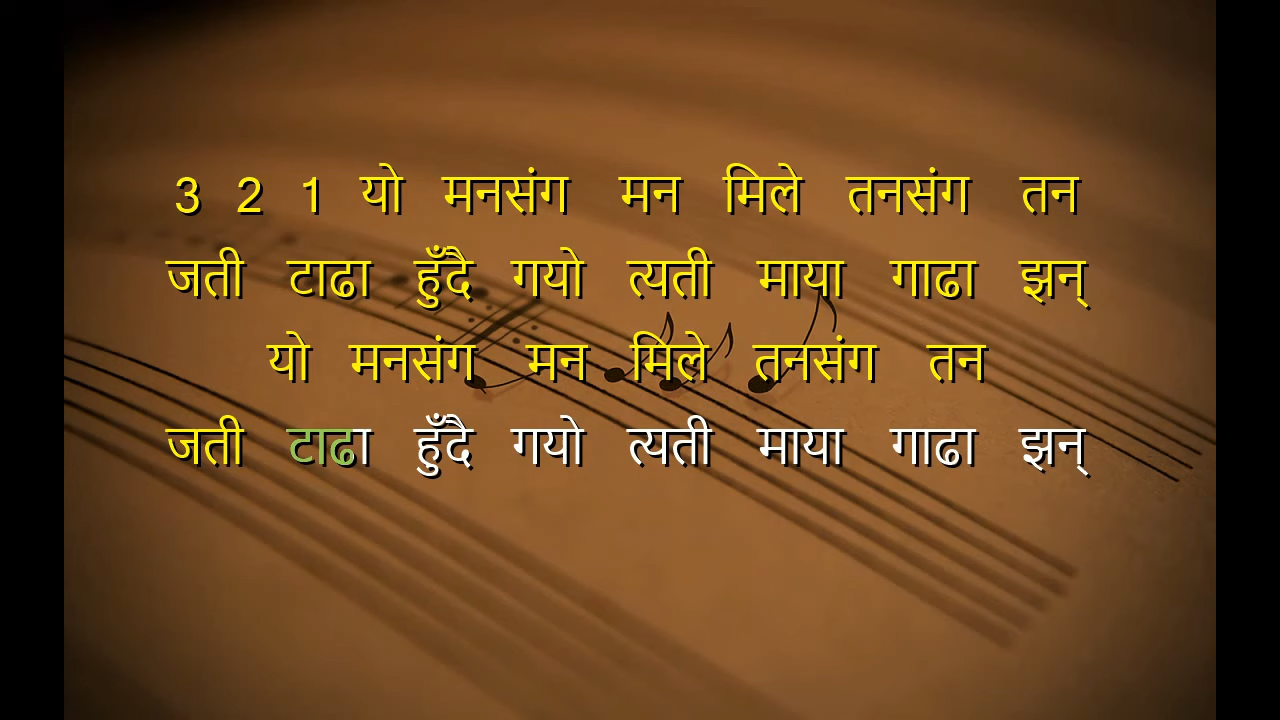 3 2 1 यो मनसंग मन मिले तनसंग तन
जती टाढा हुँदै गयो त्यती माया गाढा झन्
यो मनसंग मन मिले तनसंग तन
जती टाढा हुँदै गयो त्यती माया गाढा झन्